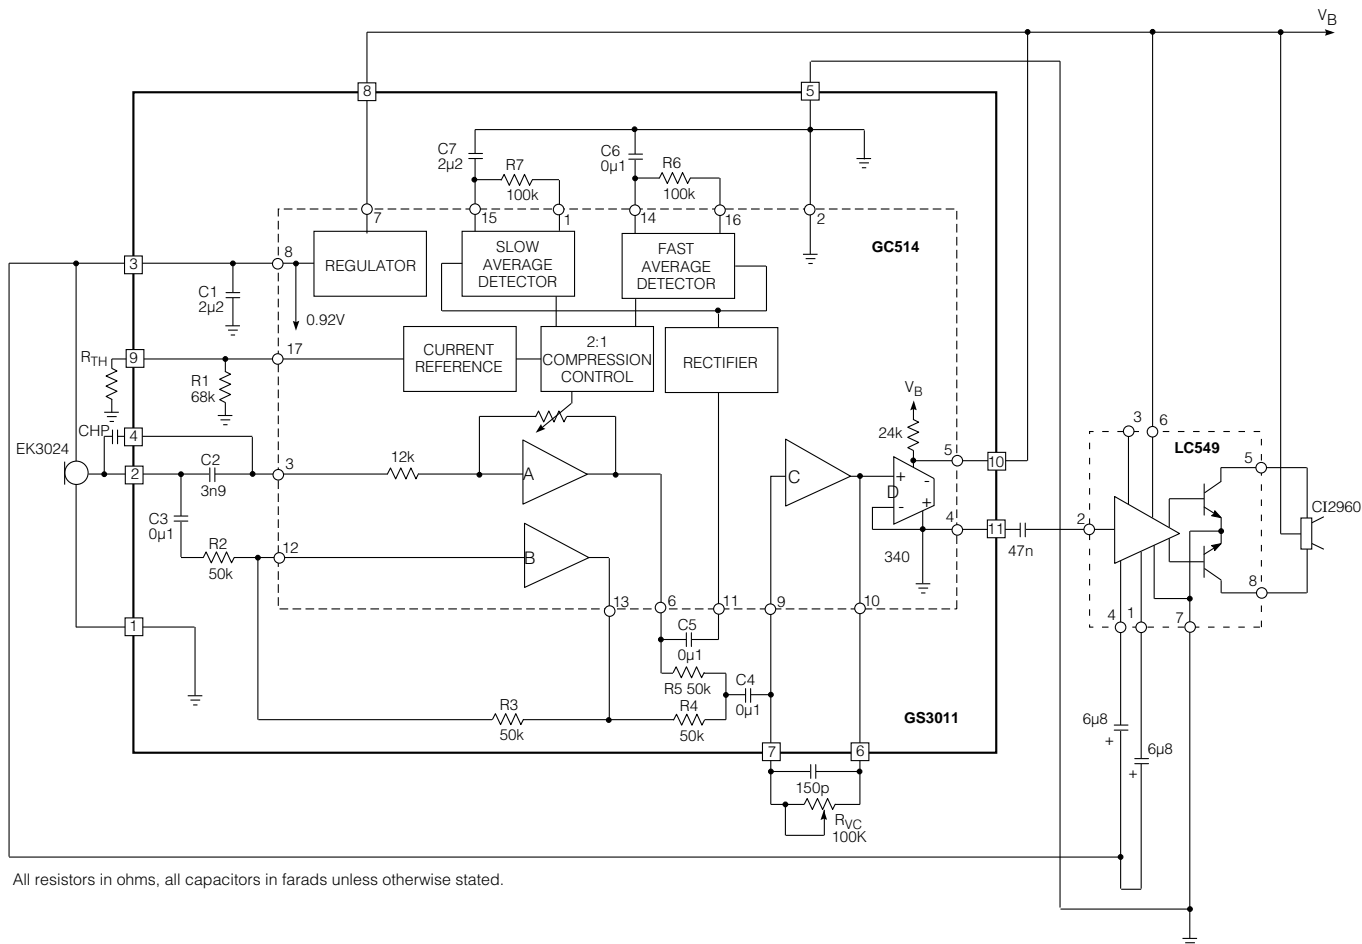 VB
8
5
C7
2µ2
R7
100k
C6
0µ1
R6
100k
7
15
1
14
16
2
GC514
3
8
REGULATOR
SLOW
AVERAGE
DETECTOR
FAST
AVERAGE
DETECTOR
C1
2µ2
0.92V
RTH
9
17
R1
68k
CURRENT
REFERENCE
2:1
COMPRESSION
CONTROL
RECTIFIER
VB
24k
CHP
4
EK3024
2
C2
3n9
3
12k
A
C
+
-
D
-
+
5
10
3
6
LC549
5
CI2960
C3
0µ1
R2
50k
12
B
4
11
47n
2
340
8
13
6
11
9
10
4
1
7
1
C5
0µ1
R5 50k
C4
0µ1
R3
50k
R4
50k
GS3011
6µ8
+
6µ8
+
7
6
150p
RVC
100K
All resistors in ohms, all capacitors in farads unless otherwise stated.